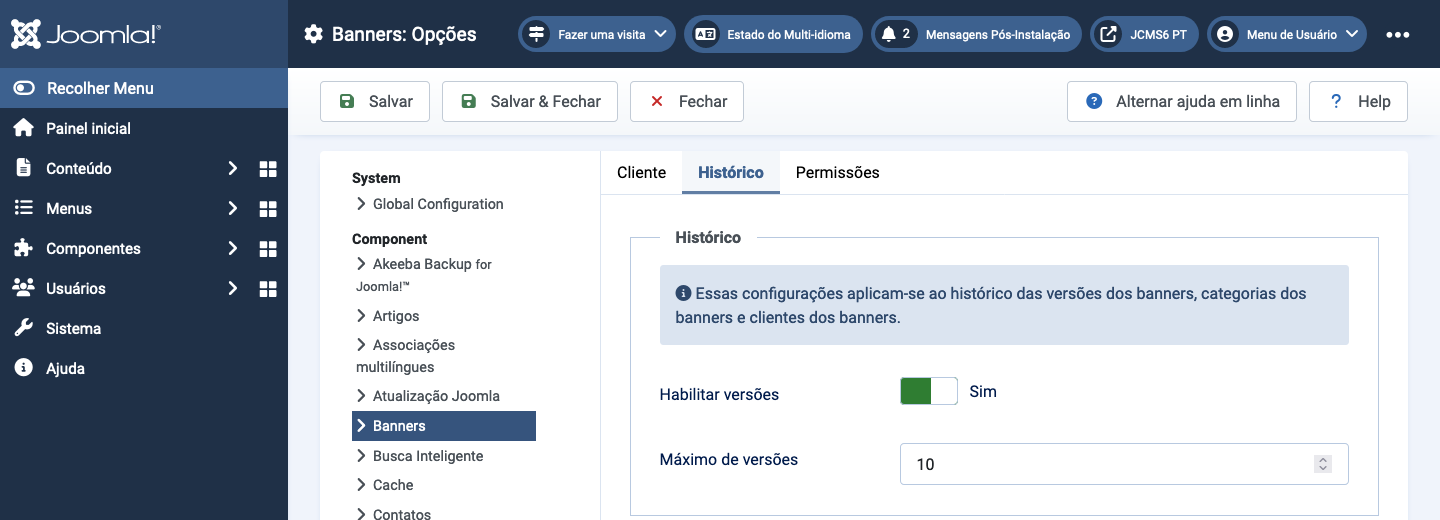 Joomla!®
Banners: Opções
Fazer uma visita
Estado do Multi-idioma
2 Mensagens Pós-Instalação
JCMS6 PT
Menu de Usuário
Recolher Menu
Painel inicial
Conteúdo
Menus
Componentes
Usuários
Sistema
Ajuda
Salvar
Salvar & Fechar
Fechar
? Alternar ajuda em linha
? Help
System
Global Configuration
Component
Akeeba Backup for
Joomla!™
Artigos
Associações
multilíngues
Atualização Joomla
Banners
Busca Inteligente
Cache
Contatos
Cliente
Histórico
Permissões
Histórico
Essas configurações aplicam-se ao histórico das versões dos banners, categorias dos
banners e clientes dos banners.
Habilitar versões
Sim
Máximo de versões
10